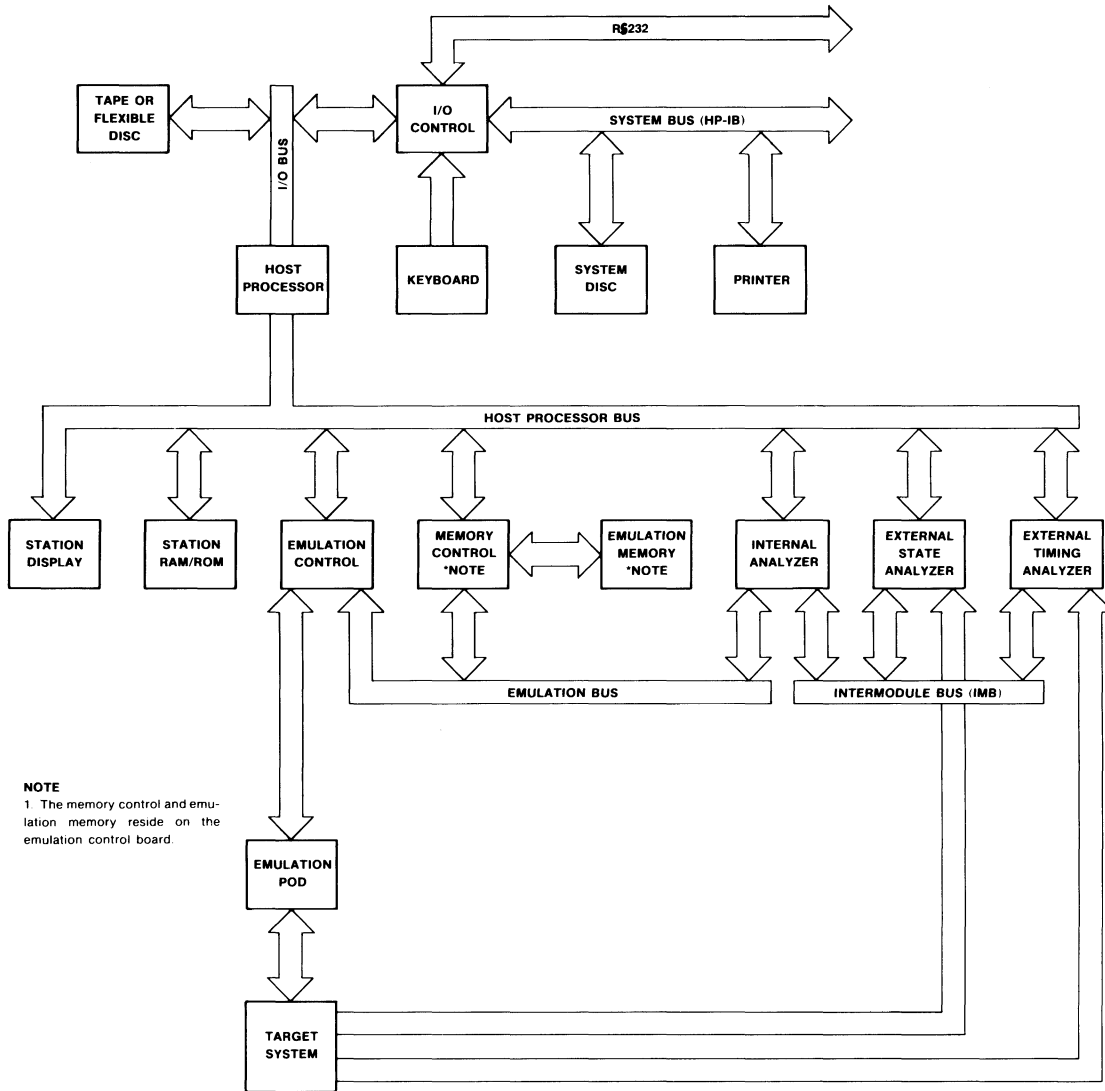 RS232
TAPE OR
FLEXIBLE
DISC
I/O BUS
I/O
CONTROL
SYSTEM BUS (HP-IB)
HOST
PROCESSOR
KEYBOARD
SYSTEM
DISC
PRINTER
HOST PROCESSOR BUS
STATION
DISPLAY
STATION
RAM/ROM
EMULATION
CONTROL
MEMORY
CONTROL
*NOTE
EMULATION
MEMORY
*NOTE
INTERNAL
ANALYZER
EXTERNAL
STATE
ANALYZER
EXTERNAL
TIMING
ANALYZER
EMULATION BUS
INTERMODULE BUS (IMB)
NOTE
1. The memory control and emu-
lation memory reside on the
emulation control board.
EMULATION
POD
TARGET
SYSTEM